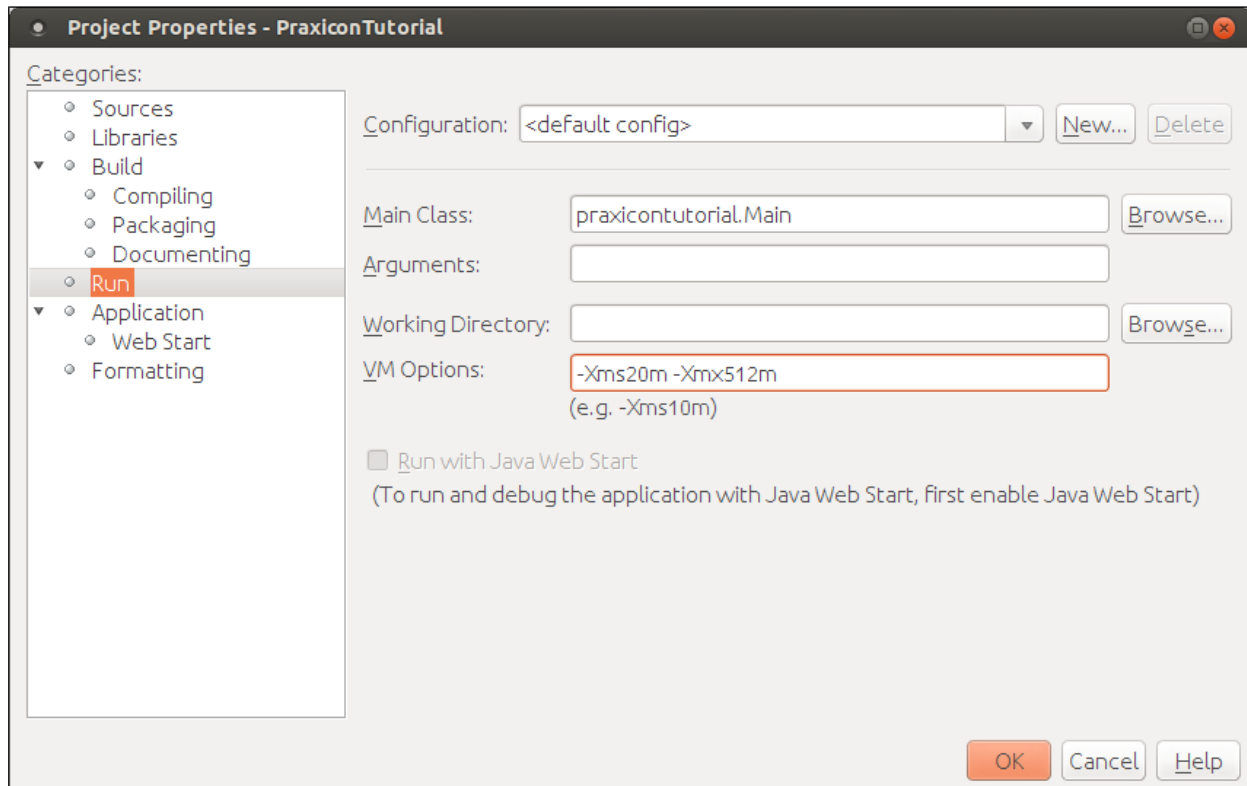 Project Properties - PraxiconTutorial
Categories:
Sources
Libraries
Build
Compiling
Packaging
Documenting
Run
Application
Web Start
Formatting
Configuration: <default config> New... Delete
Main Class: praxicontutorial.Main Browse...
Arguments:
Working Directory: Browse...
VM Options: -Xms20m -Xmx512m
(e.g. -Xms10m)
Run with Java Web Start
(To run and debug the application with Java Web Start, first enable Java Web Start)
OK Cancel Help